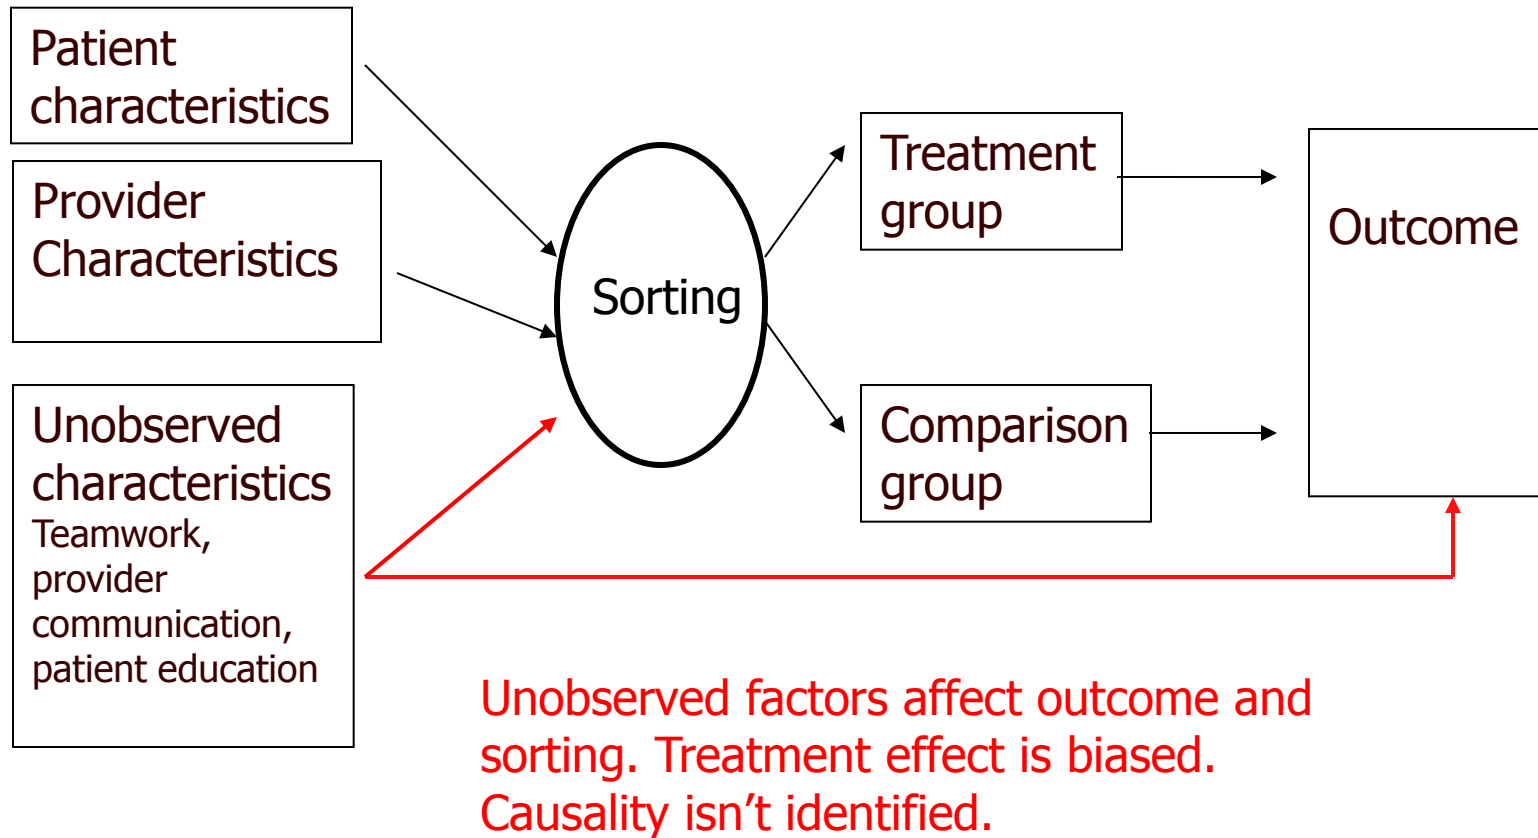 Patient
characteristics
Provider
Characteristics
Unobserved
characteristics
Teamwork,
provider
communication,
patient education
Sorting
Treatment
group
Comparison
group
Outcome
Unobserved factors affect outcome and
sorting. Treatment effect is biased.
Causality isn’t identified.